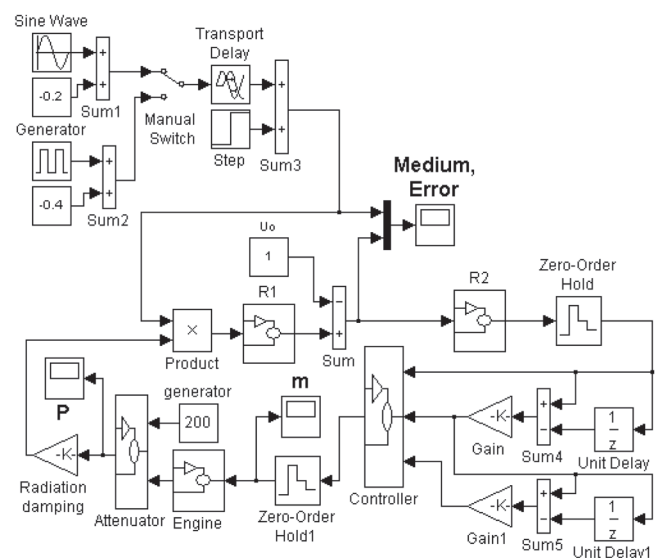 Sine Wave
Transport
Delay
+
+
-0.2
Sum1
Generator
Manual
Switch
+
+
Step
Sum3
+
+
-0.4
Sum2
Medium,
Error
Uo
1
R1
R2
Zero-Order
Hold
×
Product
−
+
Sum
P
generator
200
m
-K-
Radiation
damping
Attenuator
Engine
Zero-Order
Hold1
Controller
-K-
Gain
+
−
Sum4
1
z
Unit Delay
-K-
Gain1
+
−
Sum5
1
z
Unit Delay1